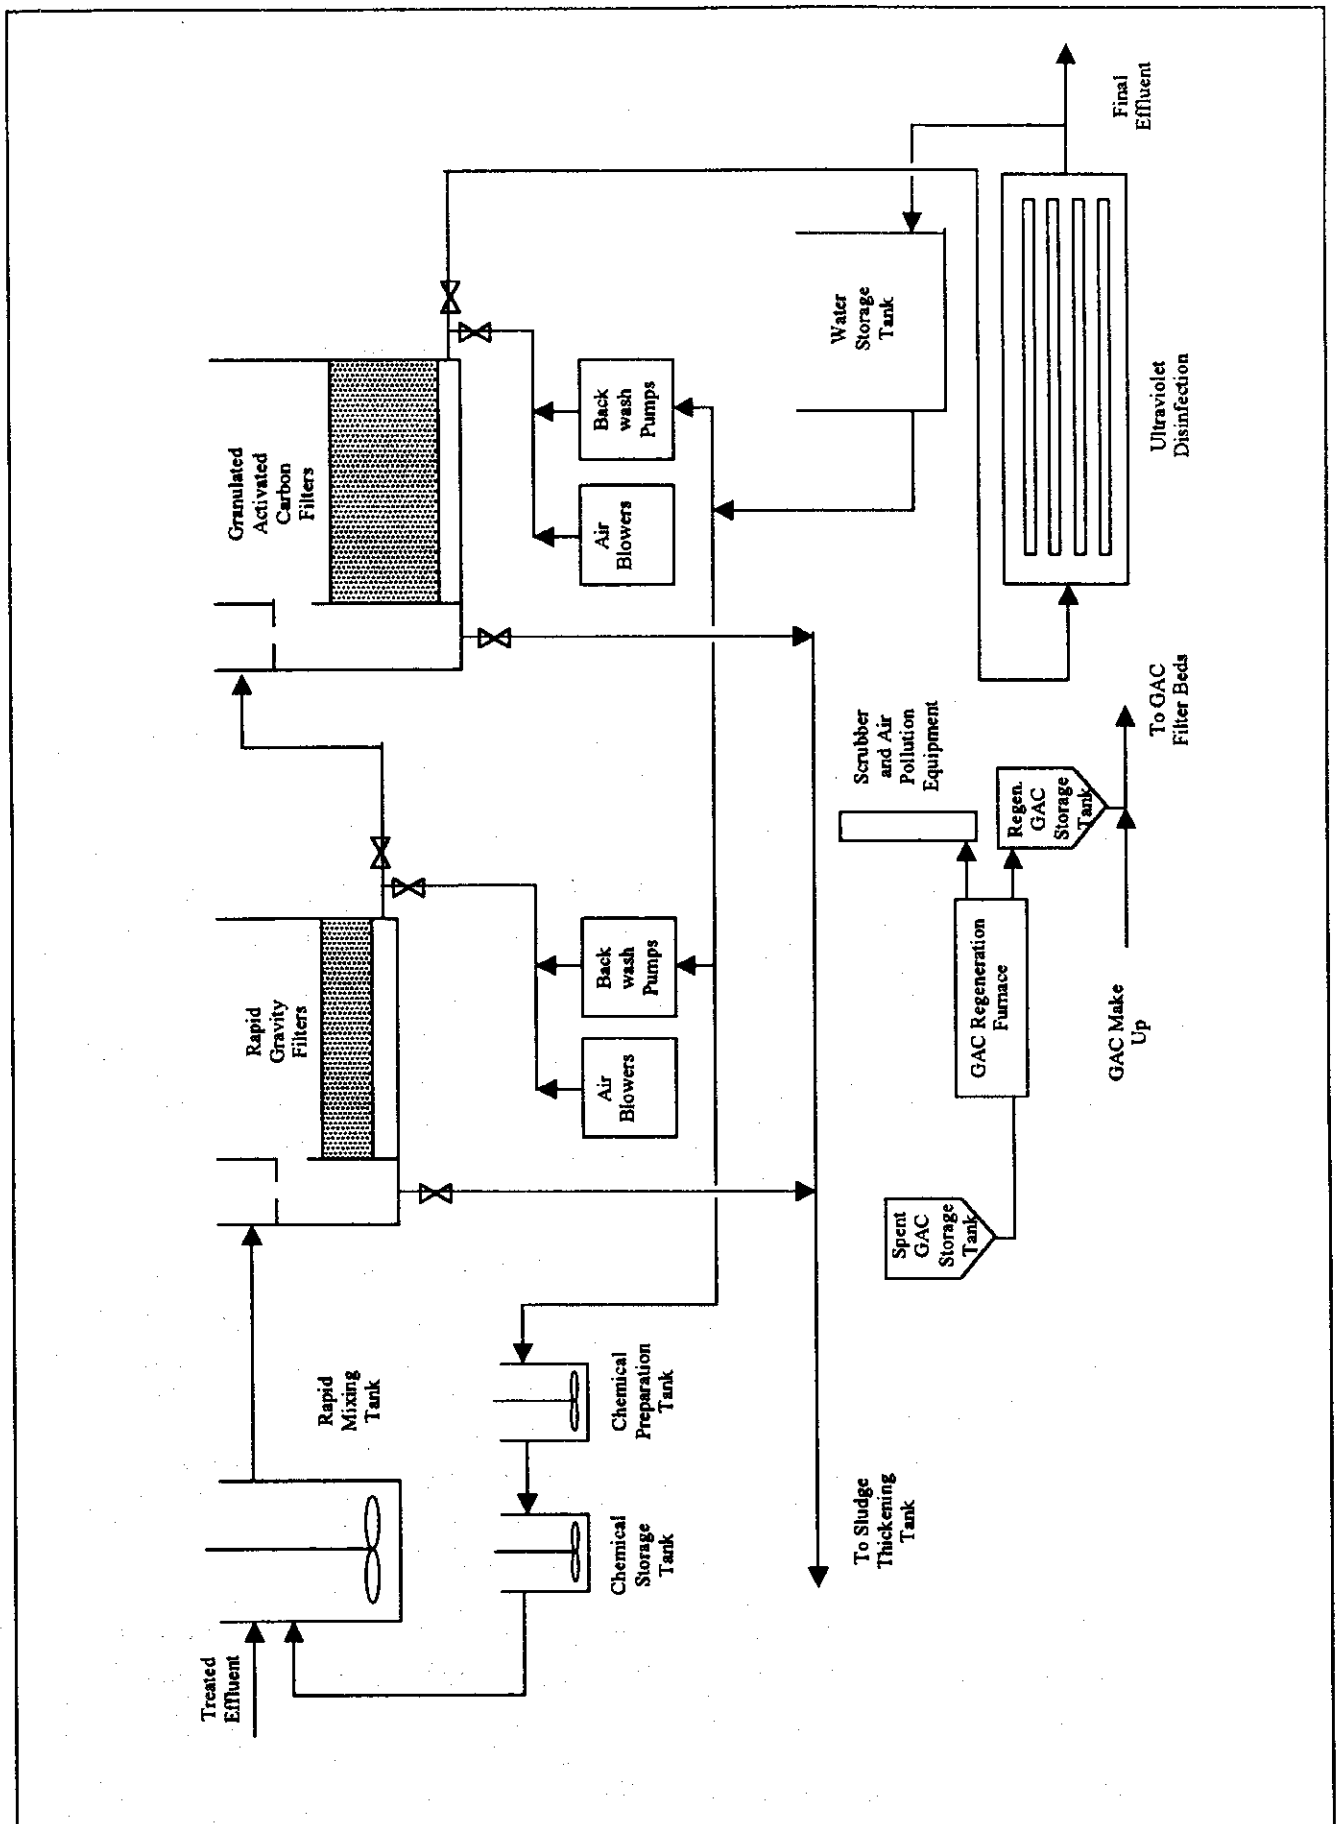 Treated
Effluent
Rapid
Mixing
Tank
Rapid
Gravity
Filters
Granulated
Activated
Carbon
Filters
Chemical
Storage
Tank
Chemical
Preparation
Tank
Air
Blowers
Back
wash
Pumps
Air
Blowers
Back
wash
Pumps
Water
Storage
Tank
To Sludge
Thickening
Tank
Spent
GAC
Storage
Tank
GAC Regeneration
Furnace
Scrubber
and Air
Pollution
Equipment
Regen.
GAC
Storage
Tank
GAC Make
Up
To GAC
Filter Beds
Ultraviolet
Disinfection
Final
Effluent